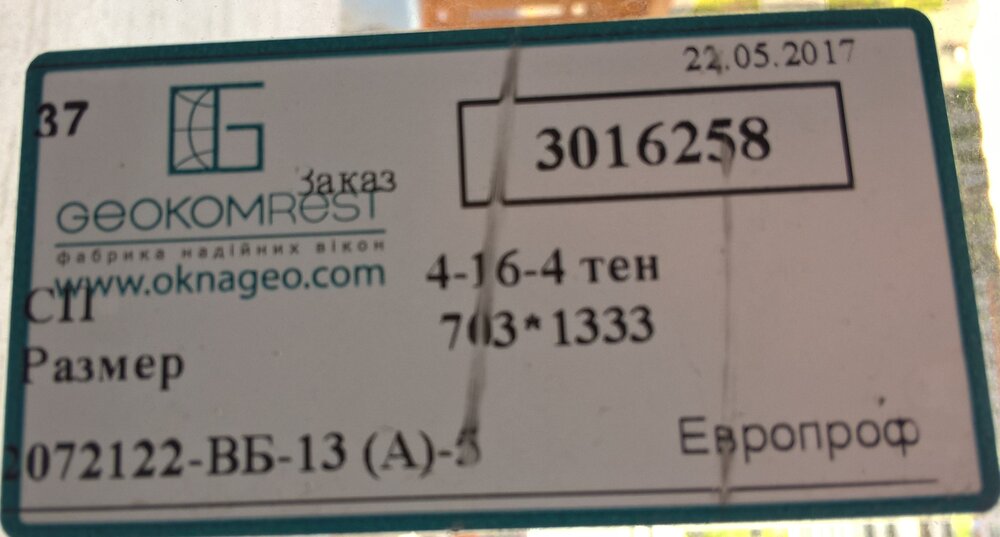 22.05.2017
37
3016258
Заказ
GEOKOMREST
фабрика надійних вікон
www.oknageo.com
4-16-4 тен
СП
703*1333
Размер
2072122-ВБ-13 (А)-3
Европроф